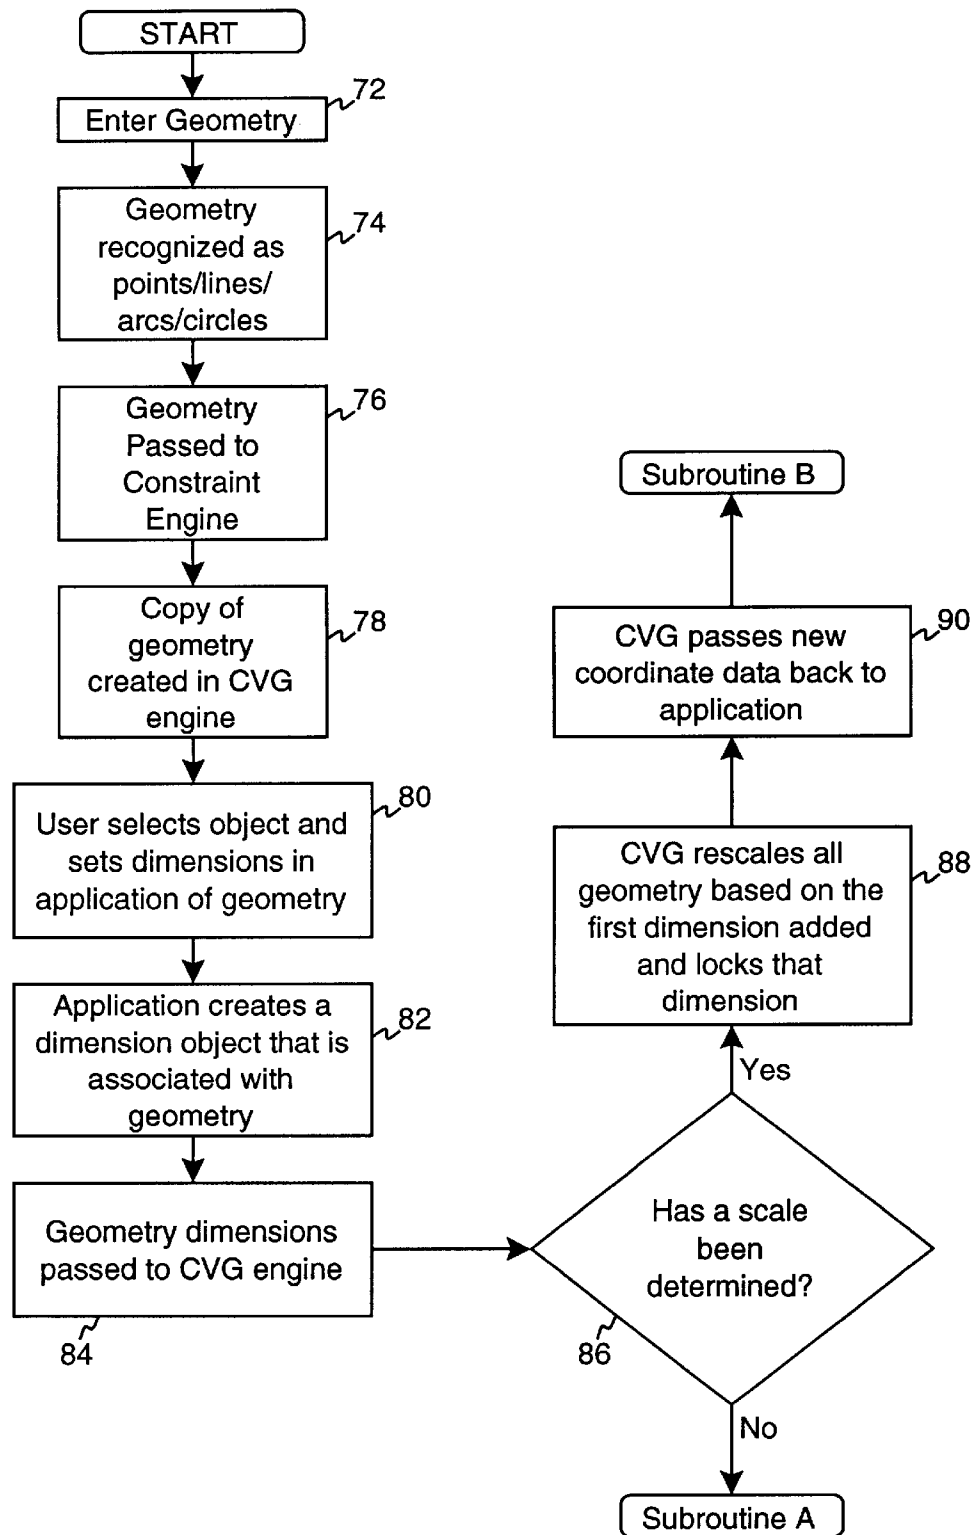 START
72
Enter Geometry
Geometry
recognized as
points/lines/
arcs/circles
74
Geometry
Passed to
Constraint
Engine
76
Copy of
geometry
created in CVG
engine
78
User selects object and
sets dimensions in
application of geometry
80
Application creates a
dimension object that is
associated with
geometry
82
Geometry dimensions
passed to CVG engine
84
Has a scale
been
determined?
86
Yes
No
Subroutine A
CVG rescales all
geometry based on the
first dimension added
and locks that
dimension
88
CVG passes new
coordinate data back to
application
90
Subroutine B